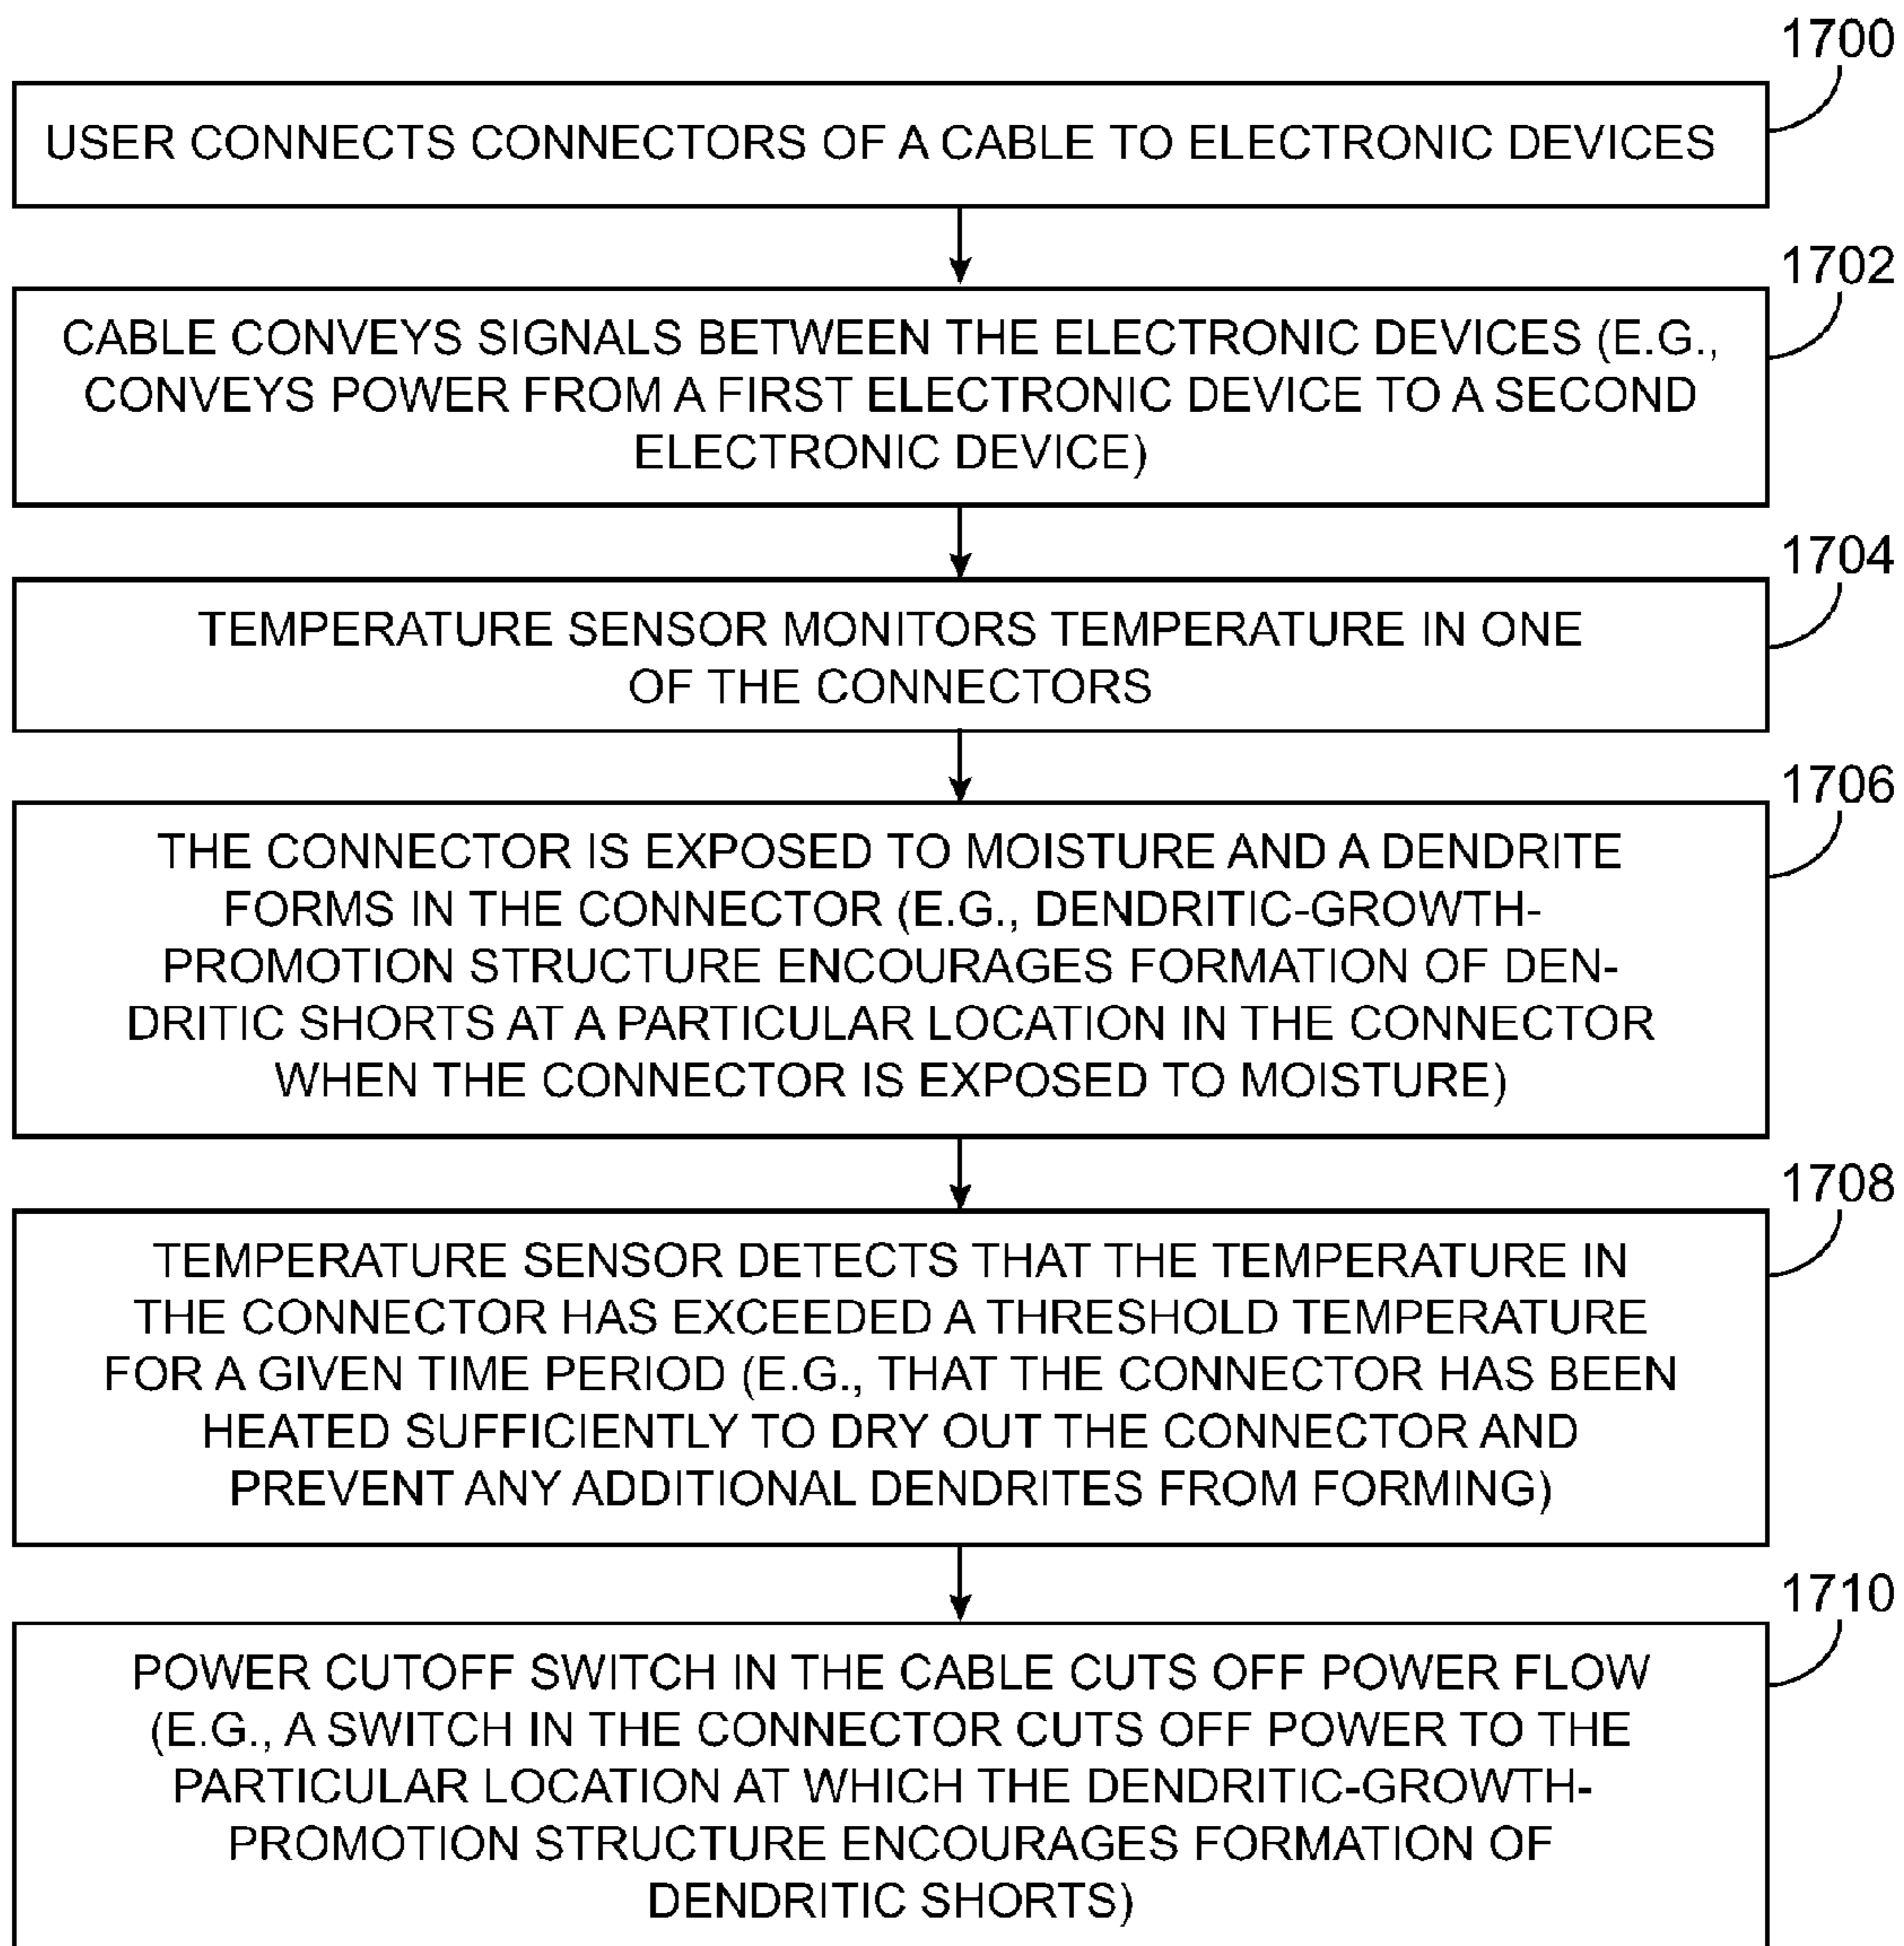 1700
USER CONNECTS CONNECTORS OF A CABLE TO ELECTRONIC DEVICES
1702
CABLE CONVEYS SIGNALS BETWEEN THE ELECTRONIC DEVICES (E.G.,
CONVEYS POWER FROM A FIRST ELECTRONIC DEVICE TO A SECOND
ELECTRONIC DEVICE)
1704
TEMPERATURE SENSOR MONITORS TEMPERATURE IN ONE
OF THE CONNECTORS
1706
THE CONNECTOR IS EXPOSED TO MOISTURE AND A DENDRITE
FORMS IN THE CONNECTOR (E.G., DENDRITIC-GROWTH-
PROMOTION STRUCTURE ENCOURAGES FORMATION OF DEN-
DRITIC SHORTS AT A PARTICULAR LOCATION IN THE CONNECTOR
WHEN THE CONNECTOR IS EXPOSED TO MOISTURE)
1708
TEMPERATURE SENSOR DETECTS THAT THE TEMPERATURE IN
THE CONNECTOR HAS EXCEEDED A THRESHOLD TEMPERATURE
FOR A GIVEN TIME PERIOD (E.G., THAT THE CONNECTOR HAS BEEN
HEATED SUFFICIENTLY TO DRY OUT THE CONNECTOR AND
PREVENT ANY ADDITIONAL DENDRITES FROM FORMING)
1710
POWER CUTOFF SWITCH IN THE CABLE CUTS OFF POWER FLOW
(E.G., A SWITCH IN THE CONNECTOR CUTS OFF POWER TO THE
PARTICULAR LOCATION AT WHICH THE DENDRITIC-GROWTH-
PROMOTION STRUCTURE ENCOURAGES FORMATION OF
DENDRITIC SHORTS)